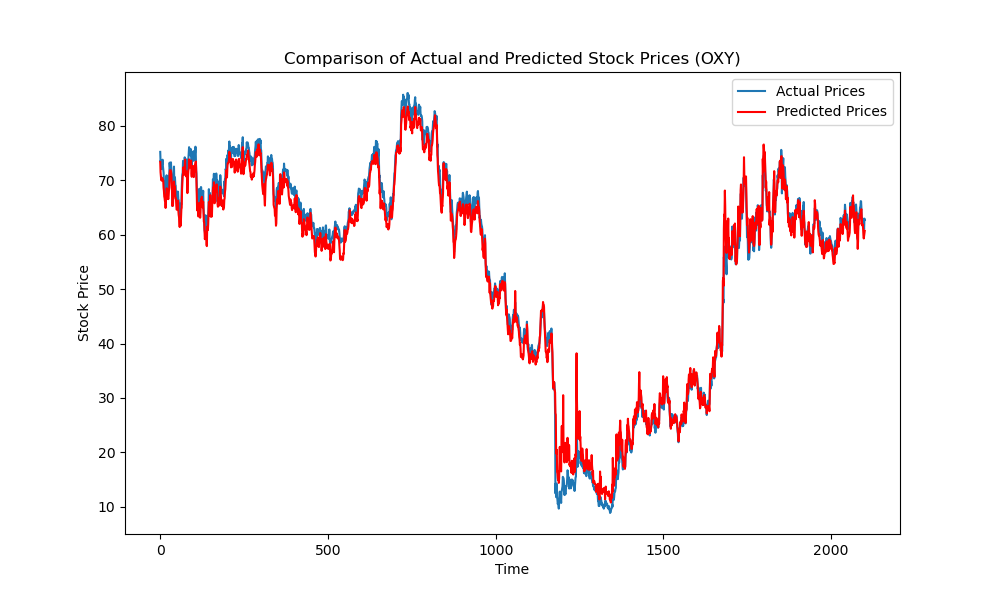 Comparison of Actual and Predicted Stock Prices (OXY)
Actual Prices
Predicted Prices
Stock Price
80
70
60
50
40
30
20
10
0
500
1000
1500
2000
Time